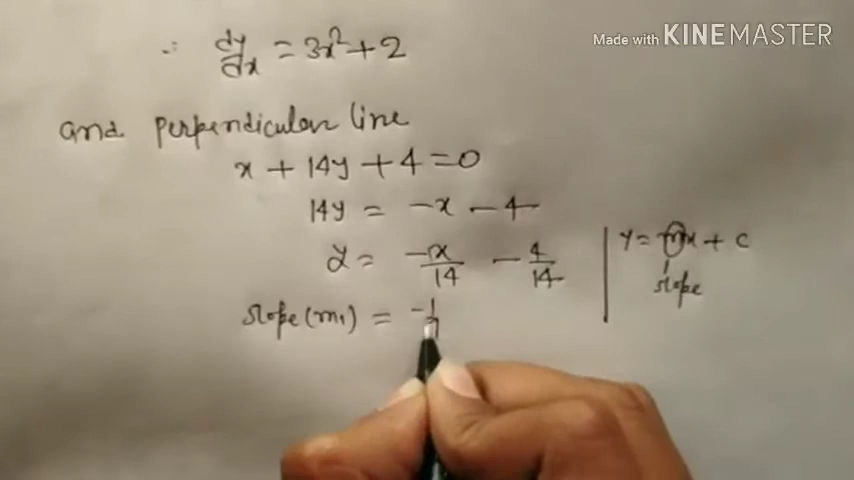 Made with KINEMASTER
∴ dy/dx = 3x² + 2
and perpendicular line
x + 14y + 4 = 0
14y = -x - 4
y = -x/14 - 4/14
y = mx + c
slope
slope(m₁) = -1/1